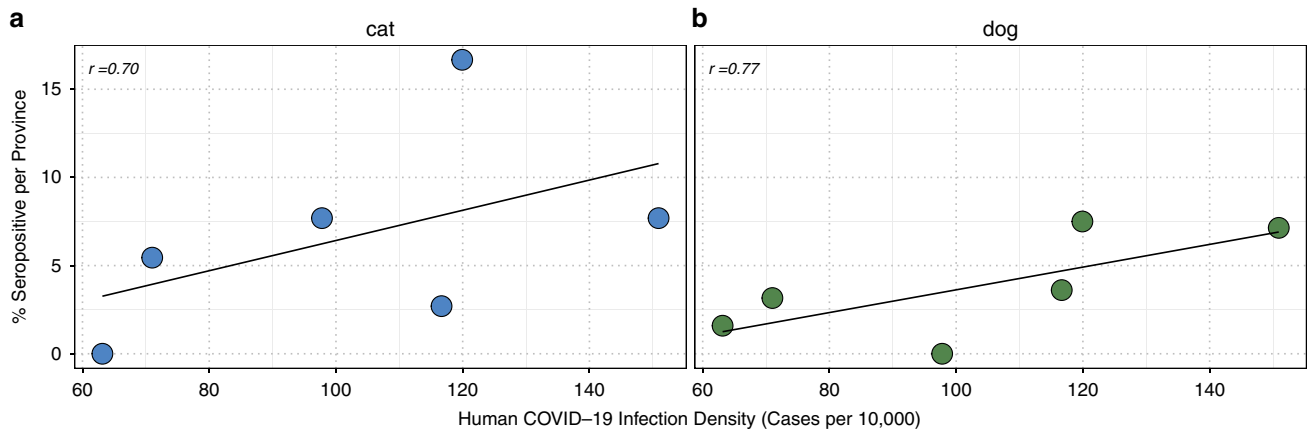 a
cat
b
dog
r =0.70
r =0.77
% Seropositive per Province
15
10
5
0
60 80 100 120 140
60 80 100 120 140
Human COVID–19 Infection Density (Cases per 10,000)